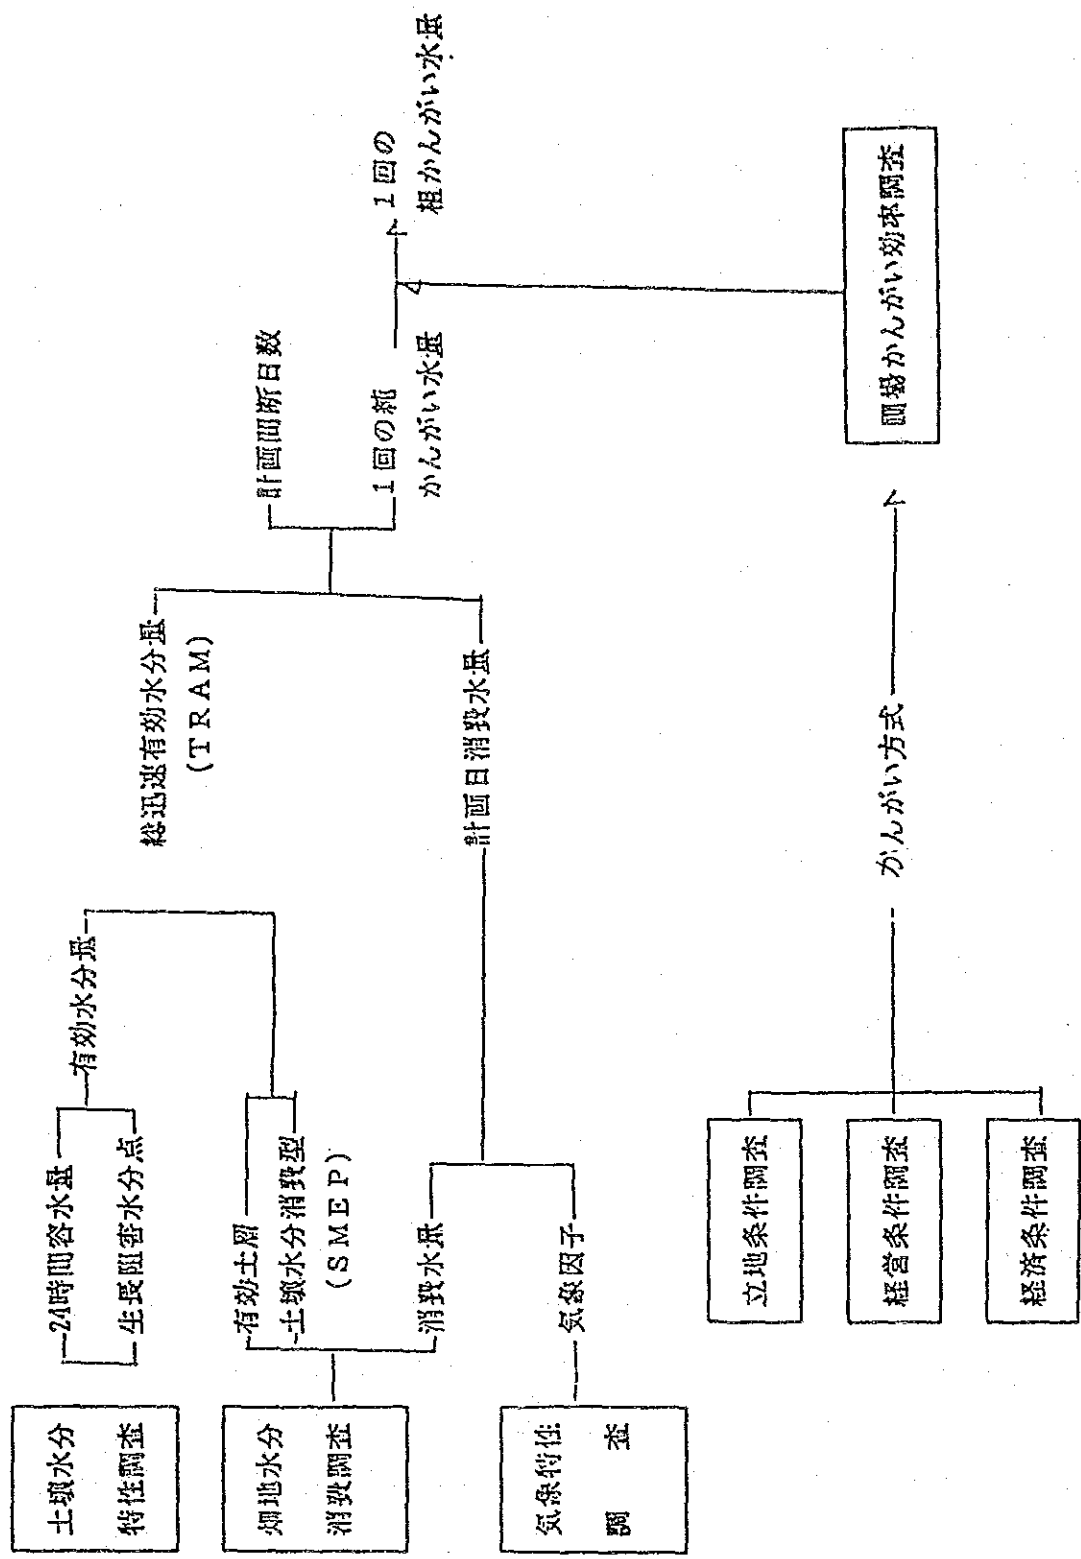 土壌水分
特性調査
24時間容水量
生長阻害水分点
有効水分量
総迅速有効水分量
(TRAM)
計画間断日数
畑地水分
消費調査
有効土層
土壌水分消費型
(SMEP)
消費水量
計画日消費水量
1回の純
かんがい水量
1回の
粗かんがい水量
気象特性
調査
気象因子
立地条件調査
経営条件調査
経済条件調査
かんがい方式
圃場かんがい効率調査